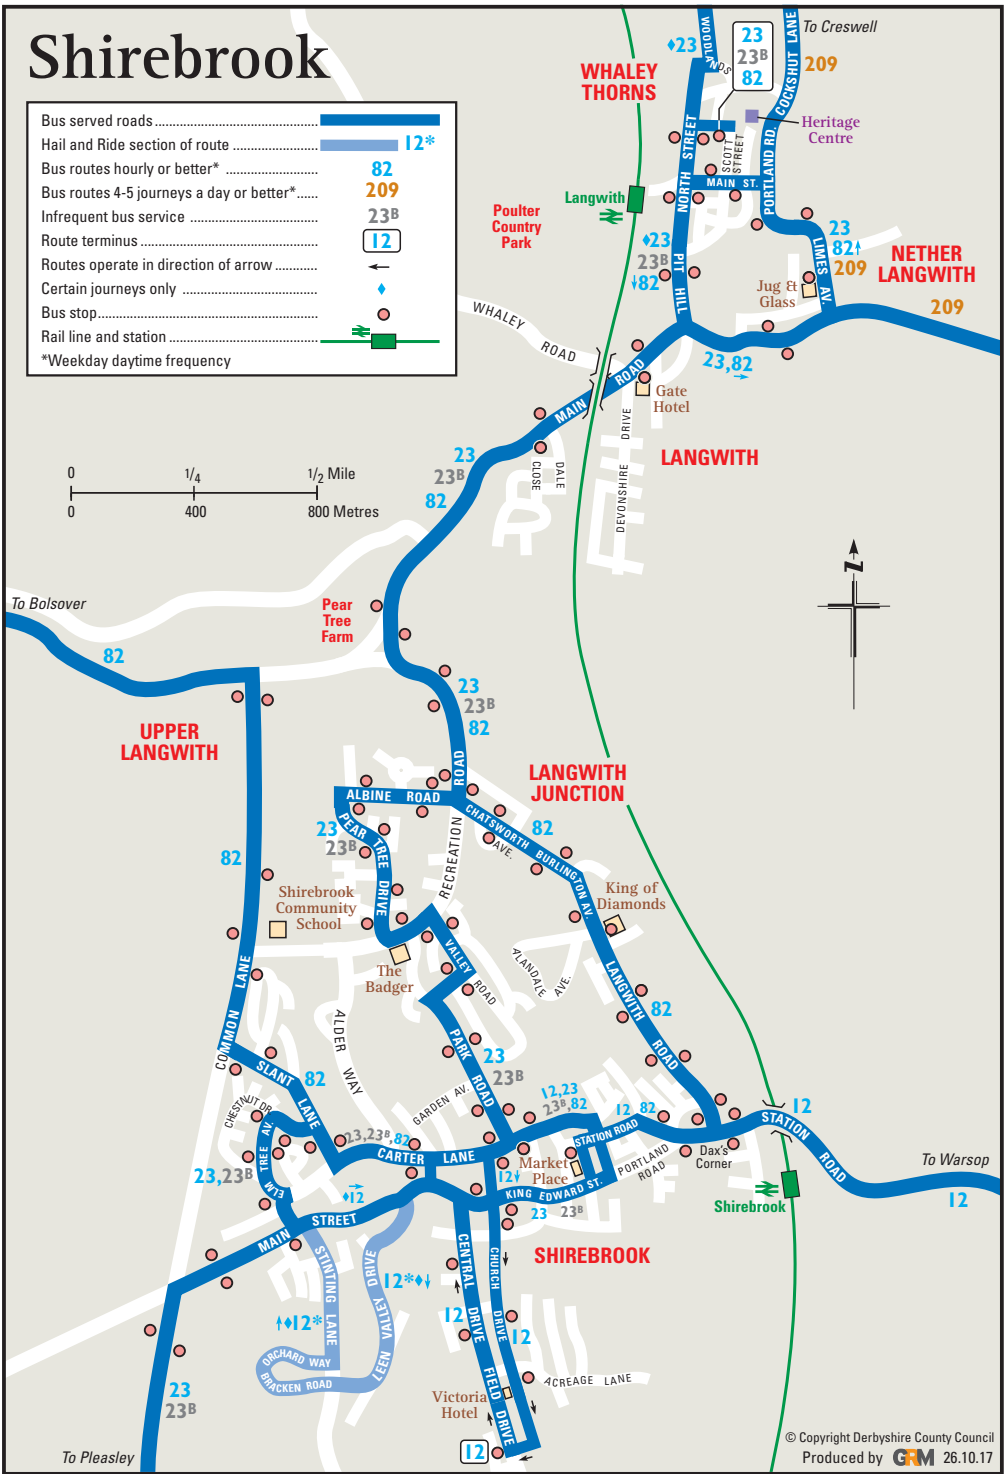 Shirebrook
Bus served roads
Hail and Ride section of route
12*
Bus routes hourly or better*
82
Bus routes 4-5 journeys a day or better*
209
Infrequent bus service
23B
Route terminus
12
Routes operate in direction of arrow
Certain journeys only
Bus stop
Rail line and station
*Weekday daytime frequency
WOODLANDS
23
23
23B
82
COCKSHUT LANE
To Creswell
209
WHALEY
THORNS
Heritage
Centre
NORTH STREET
SCOTT
STREET
PORTLAND RD.
MAIN ST.
Langwith
Poulter
Country
Park
23
23B
82
PIT HILL
23
82
209
LIMES AV.
NETHER
LANGWITH
Jug &
Glass
209
WHALEY
ROAD
23,82
MAIN ROAD
Gate
Hotel
DEVONSHIRE DRIVE
LANGWITH
23
23B
82
DALE
CLOSE
0 1/4 1/2 Mile
0 400 800 Metres
N
To Bolsover
82
Pear
Tree
Farm
23
23B
82
UPPER
LANGWITH
ROAD
RECREATION
LANGWITH
JUNCTION
ALBINE ROAD
23
23B
PEAR TREE DRIVE
CHATSWORTH
AVE.
82
BURLINGTON AV.
82
Shirebrook
Community
School
King of
Diamonds
The
Badger
VALLEY
ROAD
ALANDALE
AVE.
COMMON LANE
ALDER WAY
LANGWITH ROAD
82
PARK ROAD
23
23B
SLANT LANE
82
CHESTNUT DR.
GARDEN AV.
12,23
23B,82
12
82
STATION ROAD
STATION ROAD
12
23,23B,82
CARTER LANE
ELM TREE AV.
23,23B
Market
Place
PORTLAND
ROAD
Dax's
Corner
To Warsop
12
12
KING EDWARD ST.
23
23B
Shirebrook
12
MAIN STREET
SHIREBROOK
STINTING LANE
LEEN VALLEY DRIVE
12*
12*
CENTRAL DRIVE
CHURCH DRIVE
12
12
ORCHARD WAY
BRACKEN ROAD
FIELD DRIVE
ACREAGE LANE
Victoria
Hotel
23
23B
12
To Pleasley
© Copyright Derbyshire County Council
Produced by GRM 26.10.17